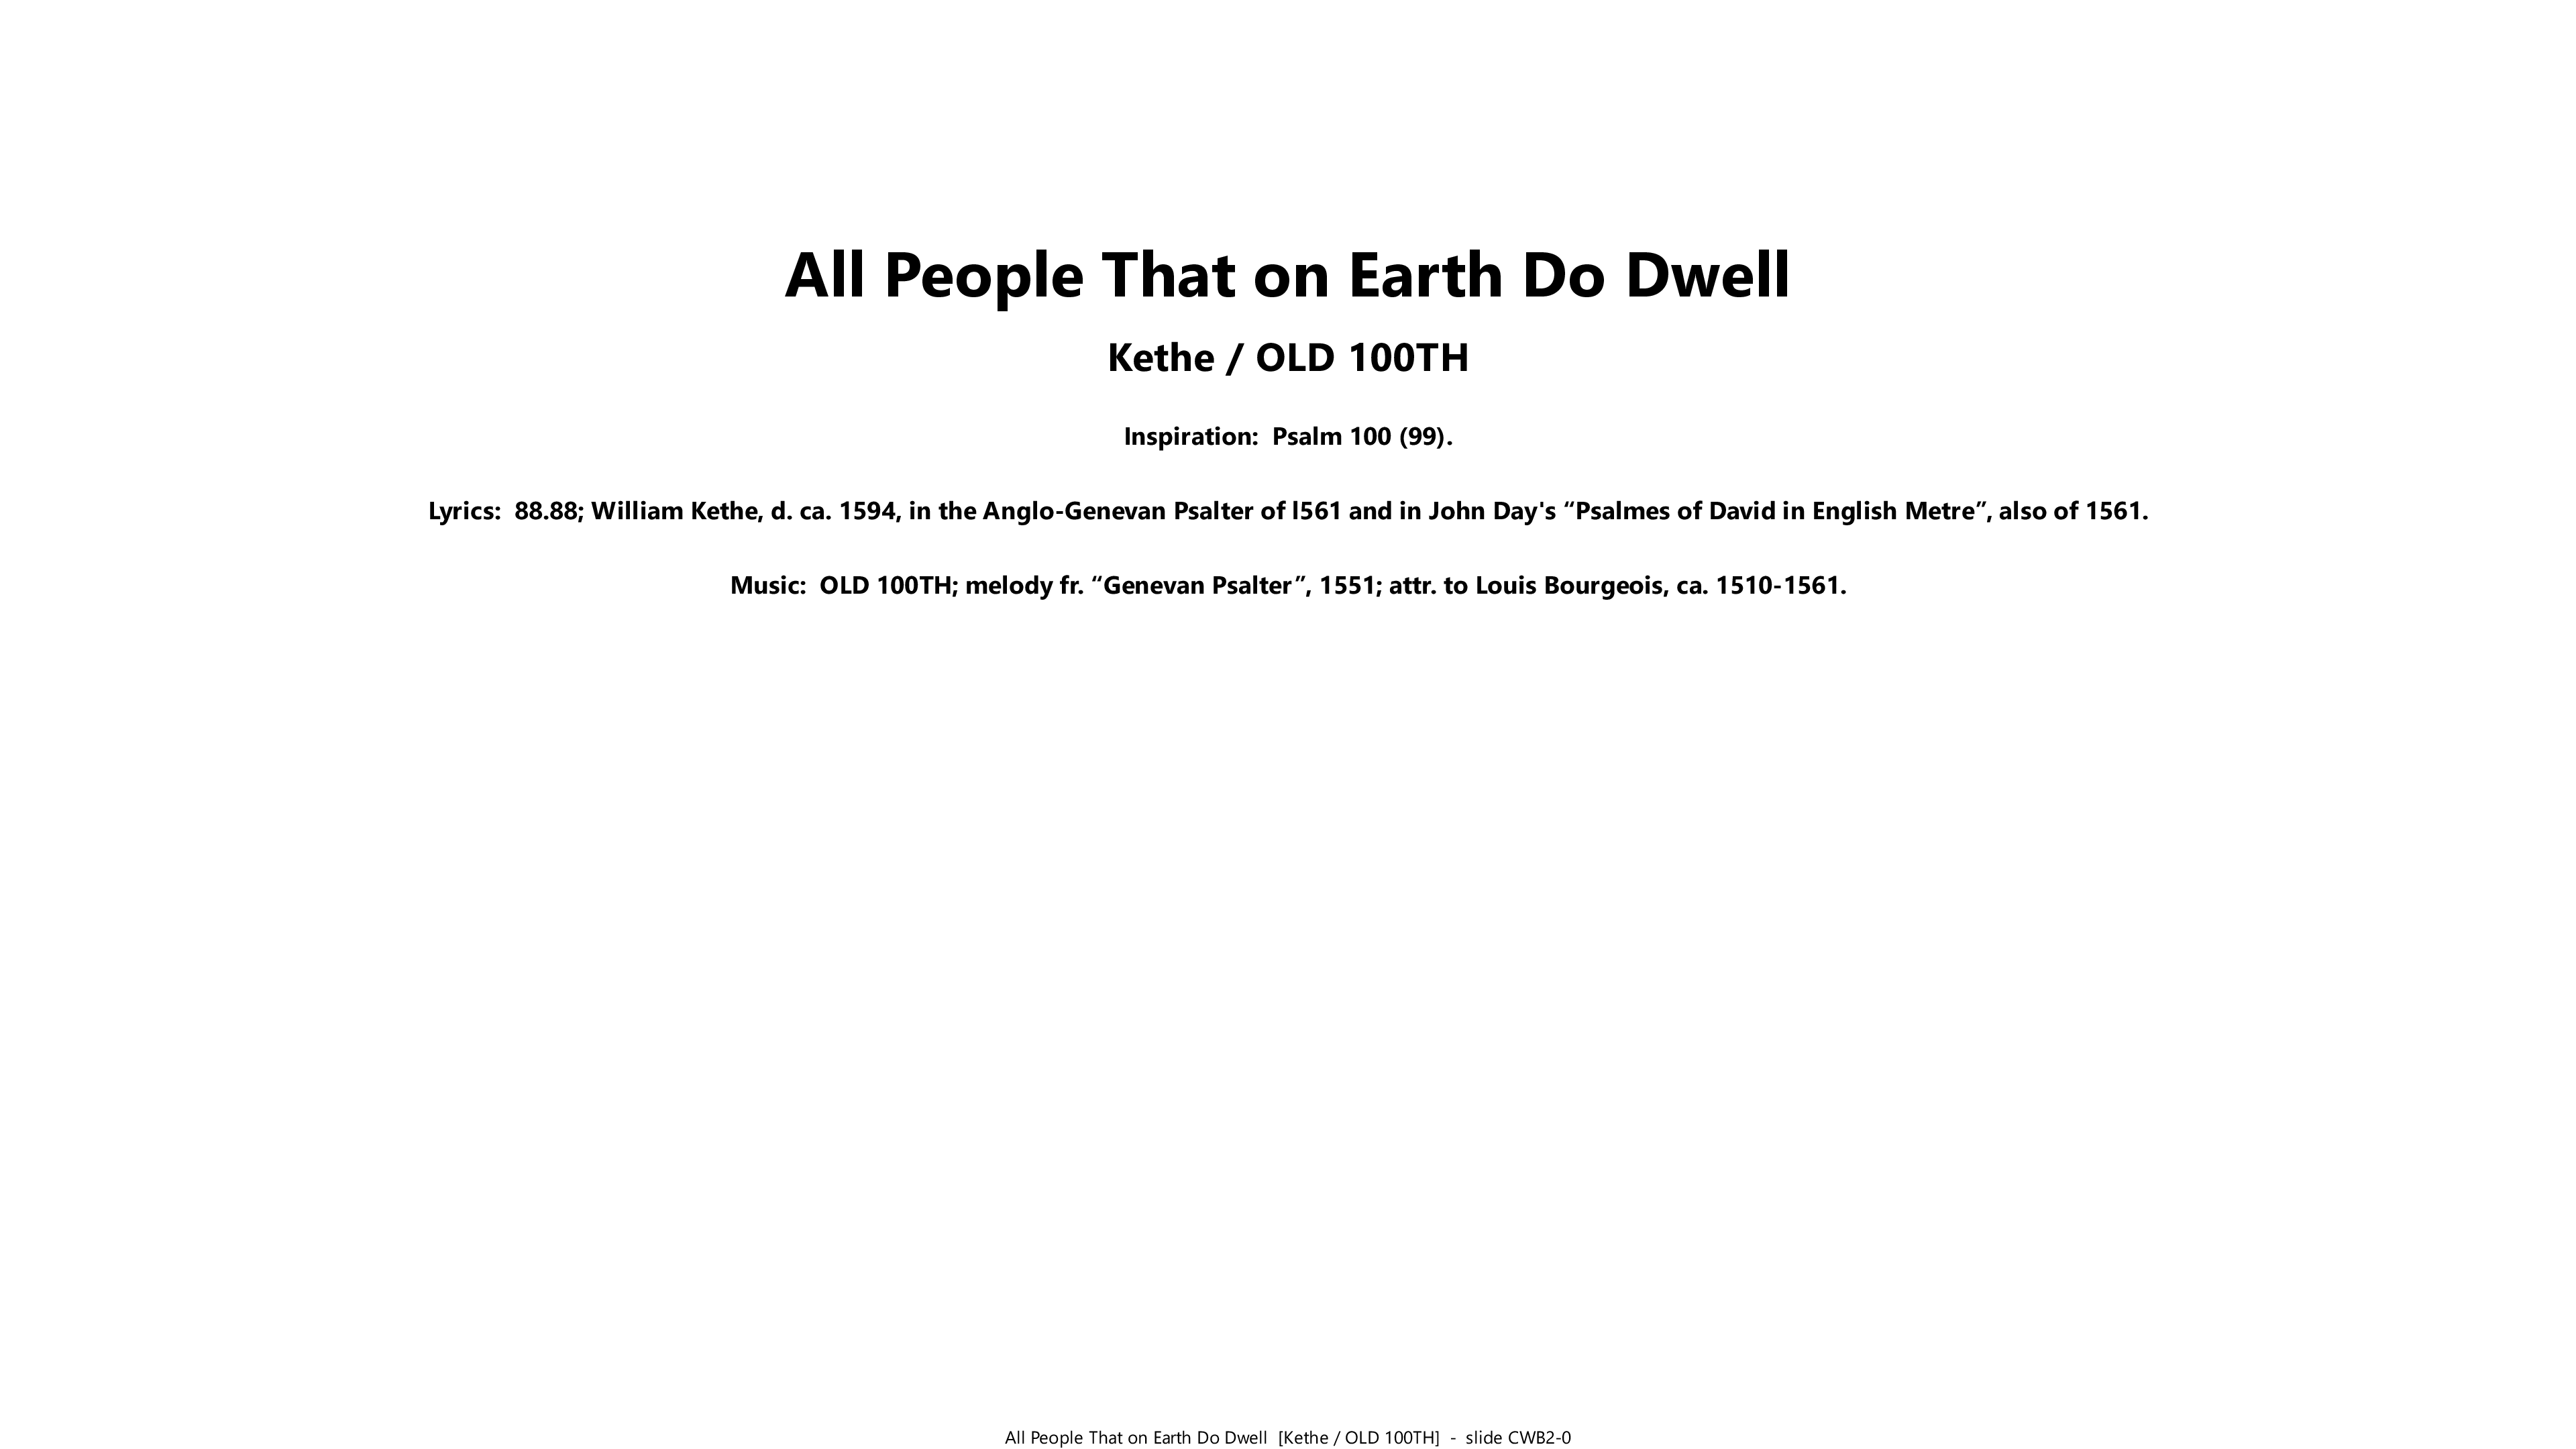 All People That on Earth Do Dwell
Kethe / OLD 100TH
Inspiration:  Psalm 100 (99).
Lyrics:  88.88; William Kethe, d. ca. 1594, in the Anglo-Genevan Psalter of l561 and in John Day's “Psalmes of David in English Metre”, also of 1561.
Music:  OLD 100TH; melody fr. “Genevan Psalter”, 1551; attr. to Louis Bourgeois, ca. 1510-1561.
All People That on Earth Do Dwell  [Kethe / OLD 100TH]  -  slide CWB2-0